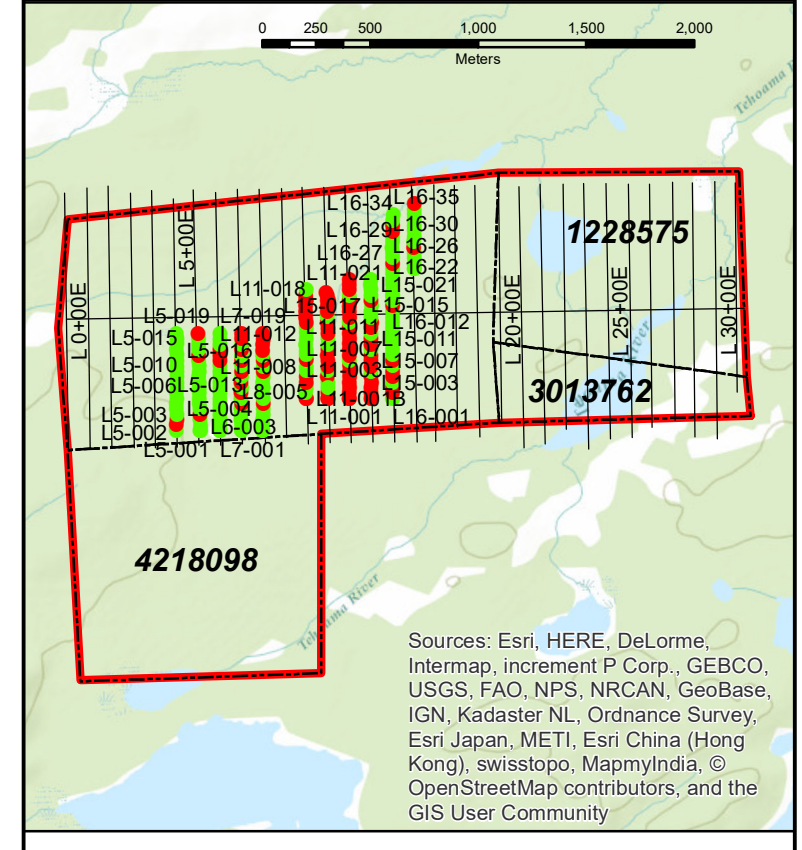 0 250 500 1,000 1,500 2,000
Meters
Tehoama R
L16-34 L16-35
L16-29 L16-30
L16-27 L16-26
L11-021 L16-22
L11-018 L15-021
L15-017 L15-015
L5-019 L7-019 L11-011 L16-012
L5-015 L11-012 L15-011
L5-016 L11-007
L5-010 L11-008 L15-007
L11-003
L5-006 L5-013 L8-005 L15-003
L11-001B
L5-003 L5-004
L11-001 L16-001
L5-002 L6-003
L5-001 L7-001
L 0+00E
L 5+00E
L 20+00E
L 25+00E
L 30+00E
1228575
3013762
4218098
Tehoama River
Sources: Esri, HERE, DeLorme,
Intermap, increment P Corp., GEBCO,
USGS, FAO, NPS, NRCAN, GeoBase,
IGN, Kadaster NL, Ordnance Survey,
Esri Japan, METI, Esri China (Hong
Kong), swisstopo, MapmyIndia, ©
OpenStreetMap contributors, and the
GIS User Community